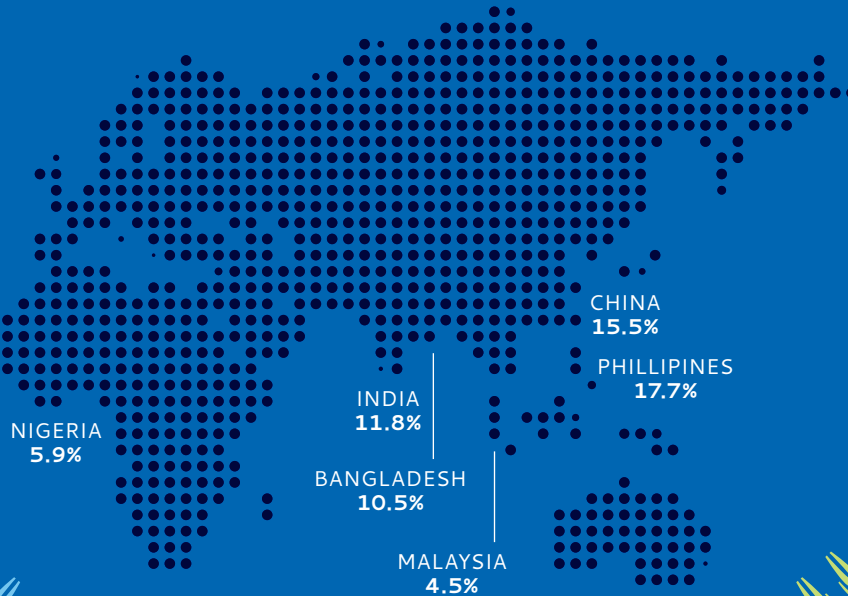 CHINA
15.5%
PHILLIPINES
17.7%
INDIA
11.8%
NIGERIA
5.9%
BANGLADESH
10.5%
MALAYSIA
4.5%